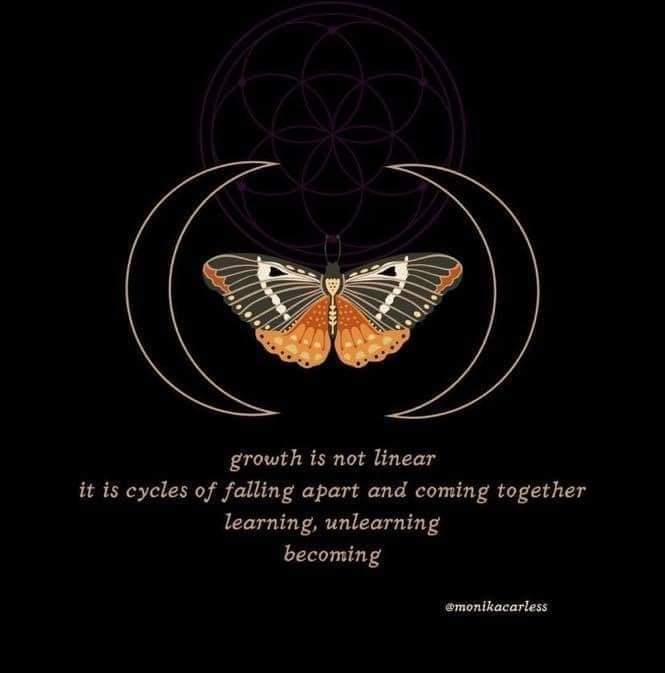 growth is not linear
it is cycles of falling apart and coming together
learning, unlearning
becoming
@monikacarless